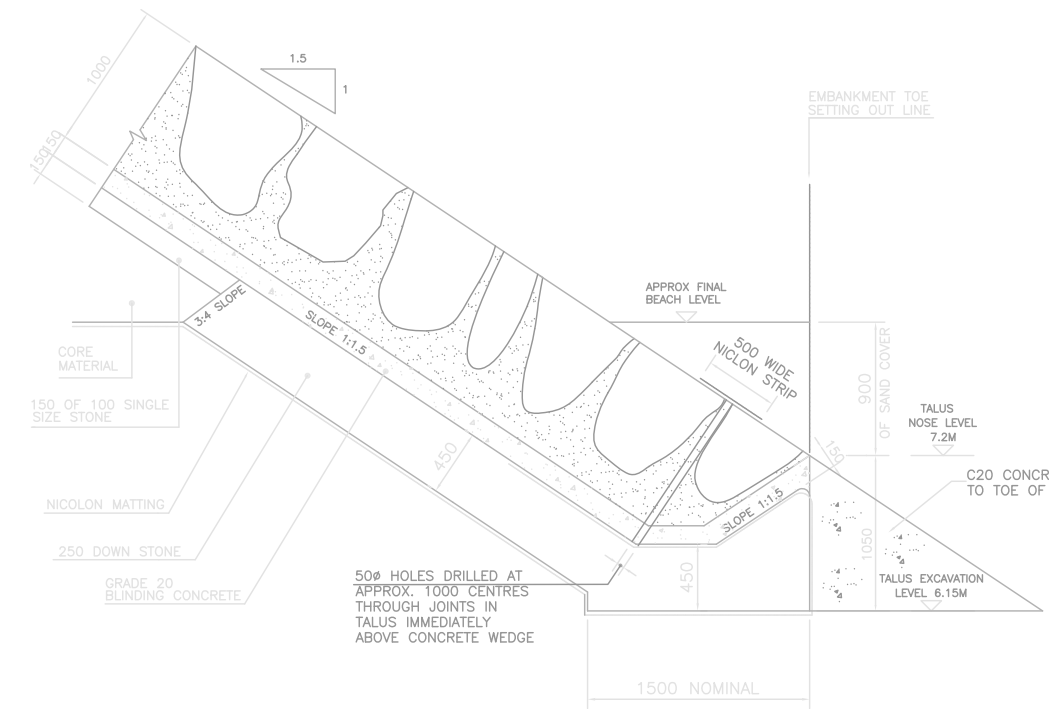 1.5
1
1000
150
150
EMBANKMENT TOE
SETTING OUT LINE
APPROX FINAL
BEACH LEVEL
3:4 SLOPE
SLOPE 1:1.5
500 WIDE
NICLON STRIP
CORE
MATERIAL
900
OF SAND COVER
150 OF 100 SINGLE
SIZE STONE
TALUS
NOSE LEVEL
7.2M
450
150
C20 CONCR
TO TOE OF
NICOLON MATTING
SLOPE 1:1.5
250 DOWN STONE
1050
GRADE 20
BLINDING CONCRETE
450
50ø HOLES DRILLED AT
APPROX. 1000 CENTRES
THROUGH JOINTS IN
TALUS IMMEDIATELY
ABOVE CONCRETE WEDGE
TALUS EXCAVATION
LEVEL 6.15M
1500 NOMINAL